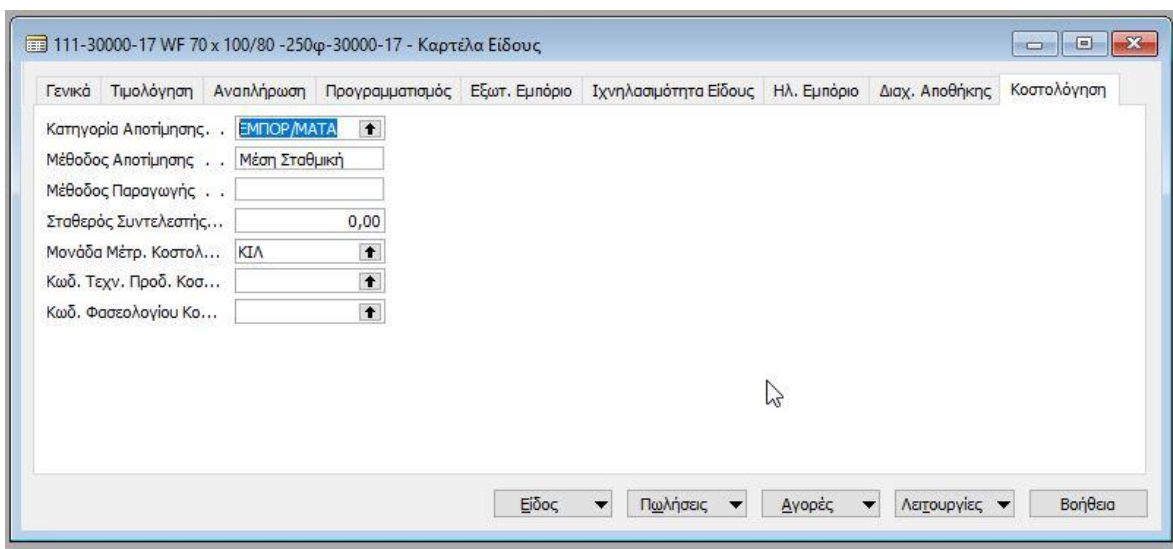 111-30000-17 WF 70 x 100/80 -250φ-30000-17 - Καρτέλα Είδους
Γενικά Τιμολόγηση Αναπλήρωση Προγραμματισμός Εξωτ. Εμπόριο Ιχνηλασιμότητα Είδους Ηλ. Εμπόριο Διαχ. Αποθήκης Κοστολόγηση
Κατηγορία Αποτίμησης. . ΕΜΠΟΡ/ΜΑΤΑ
Μέθοδος Αποτίμησης . . Μέση Σταθμική
Μέθοδος Παραγωγής . .
Σταθερός Συντελεστής... 0,00
Μονάδα Μέτρ. Κοστολ... ΚΙΛ
Κωδ. Τεχν. Προδ. Κοσ...
Κωδ. Φασεολογίου Κο...
Είδος Πωλήσεις Αγορές Λειτουργίες Βοήθεια